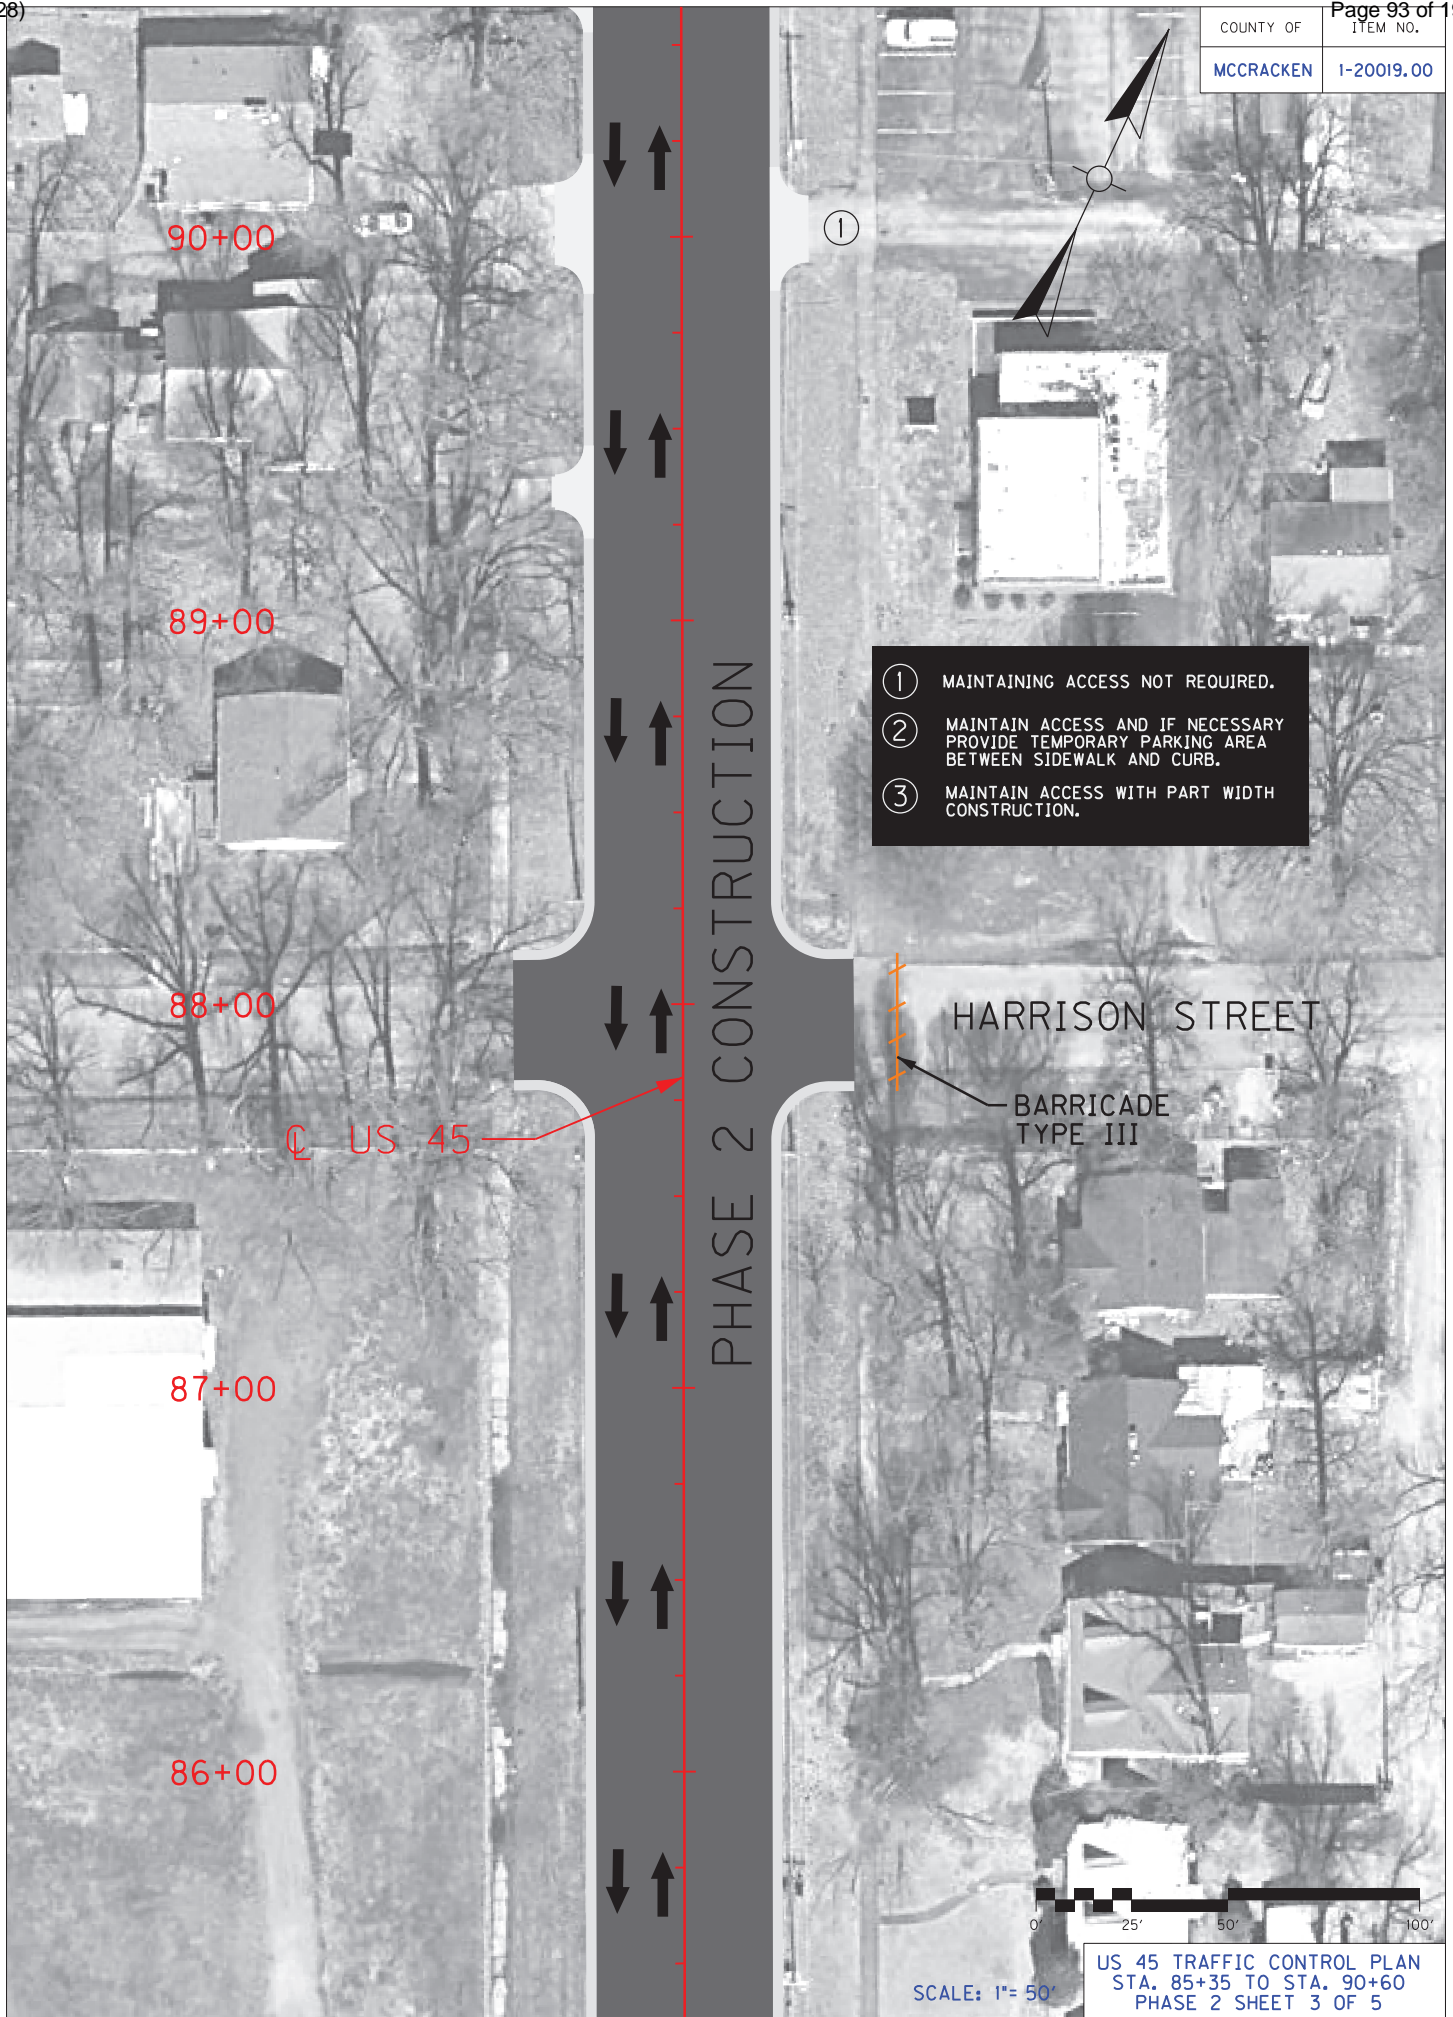 28)
Page 93 of 19
COUNTY OF
ITEM NO.
MCCRACKEN
1-20019.00
1
90+00
89+00
1 MAINTAINING ACCESS NOT REQUIRED.
2 MAINTAIN ACCESS AND IF NECESSARY
PROVIDE TEMPORARY PARKING AREA
BETWEEN SIDEWALK AND CURB.
3 MAINTAIN ACCESS WITH PART WIDTH
CONSTRUCTION.
PHASE 2 CONSTRUCTION
88+00
HARRISON STREET
BARRICADE
TYPE III
℄ US 45
87+00
86+00
0' 25' 50' 100'
SCALE: 1"= 50'
US 45 TRAFFIC CONTROL PLAN
STA. 85+35 TO STA. 90+60
PHASE 2 SHEET 3 OF 5